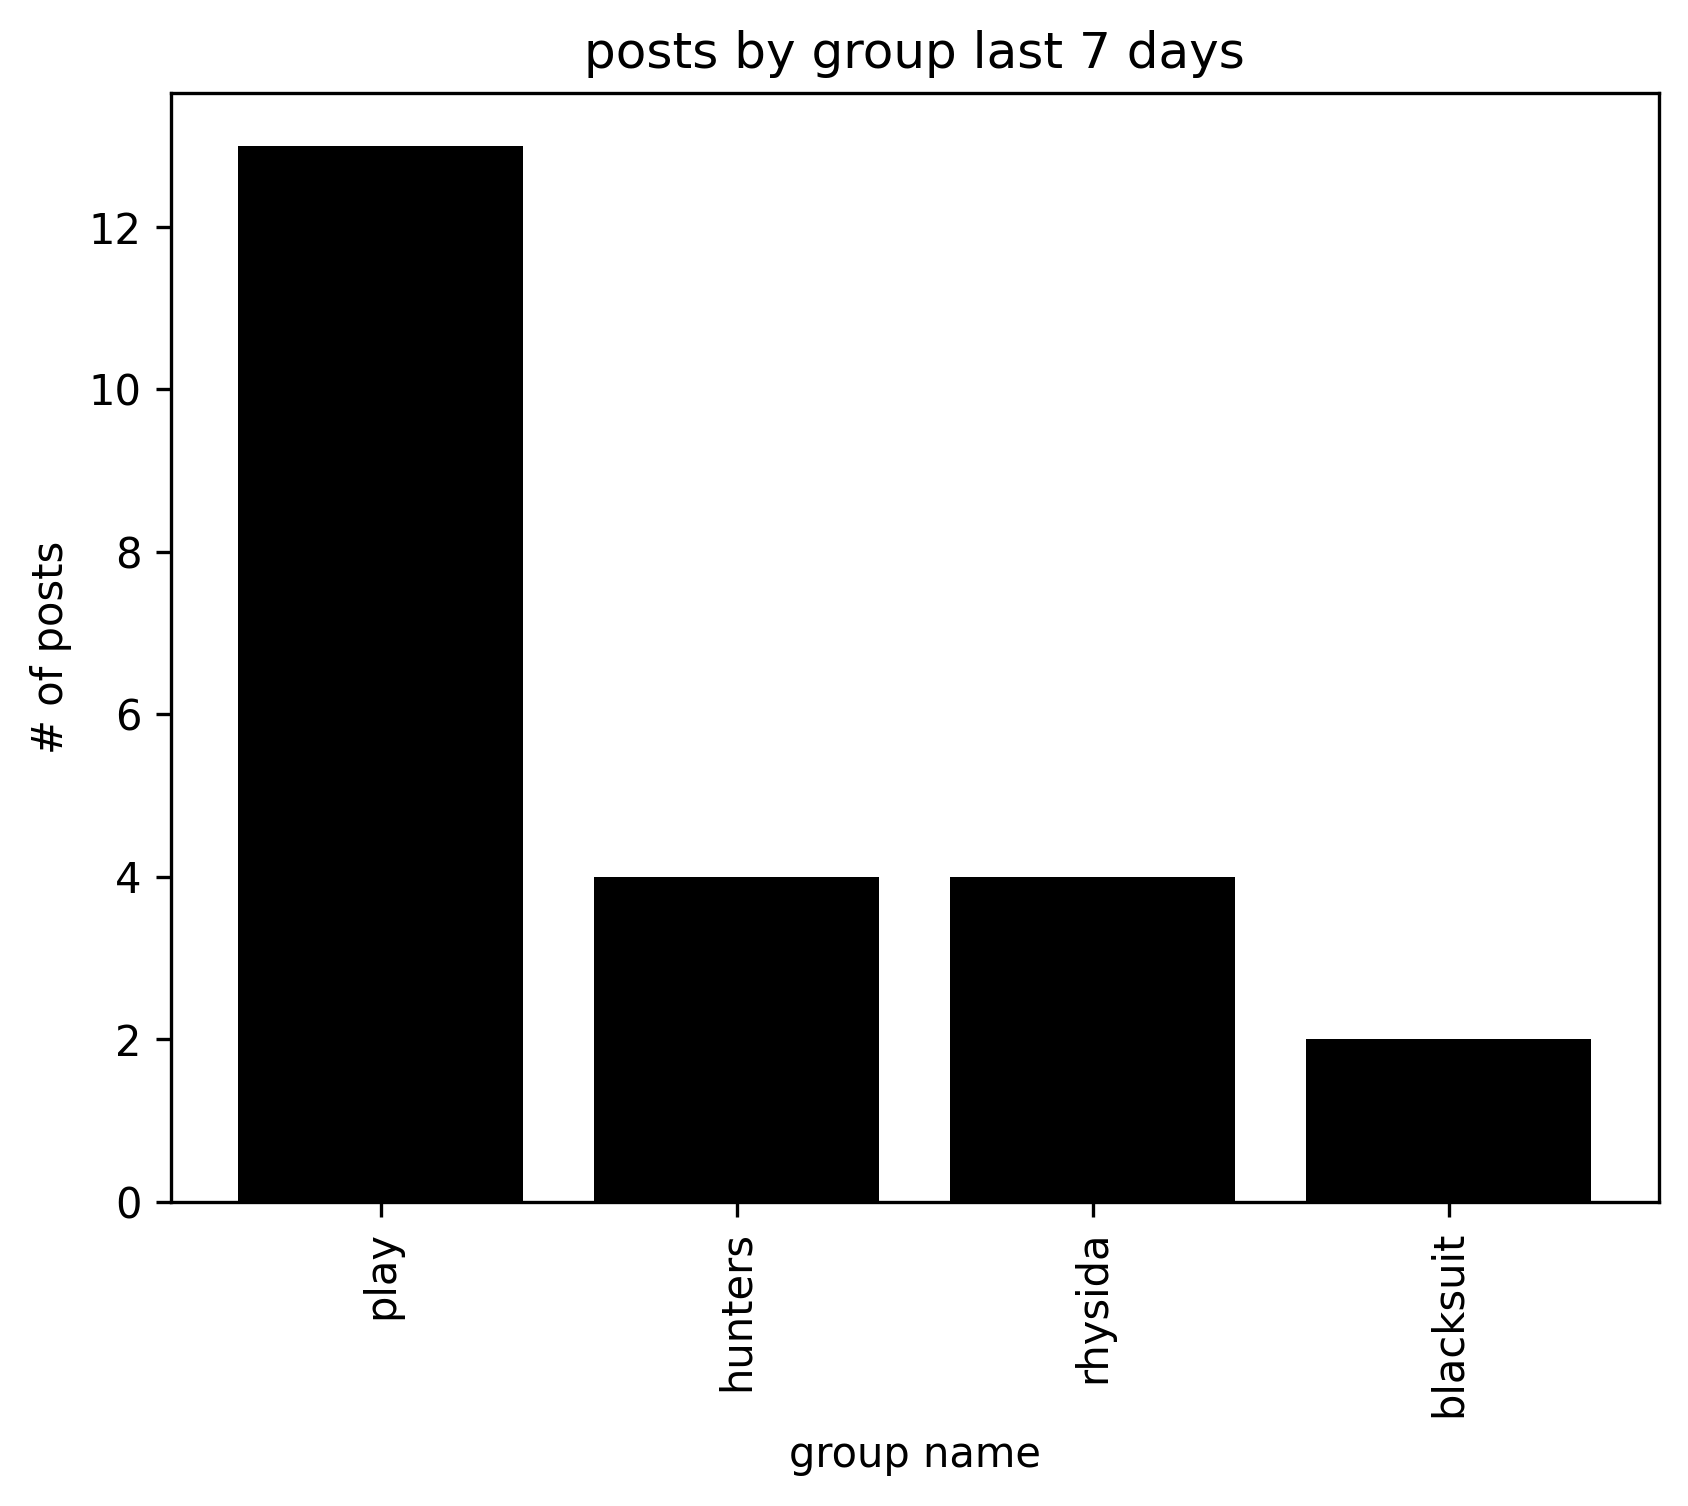 posts by group last 7 days
12
10
8
6
4
2
0
# of posts
play
hunters
rhysida
blacksuit
group name